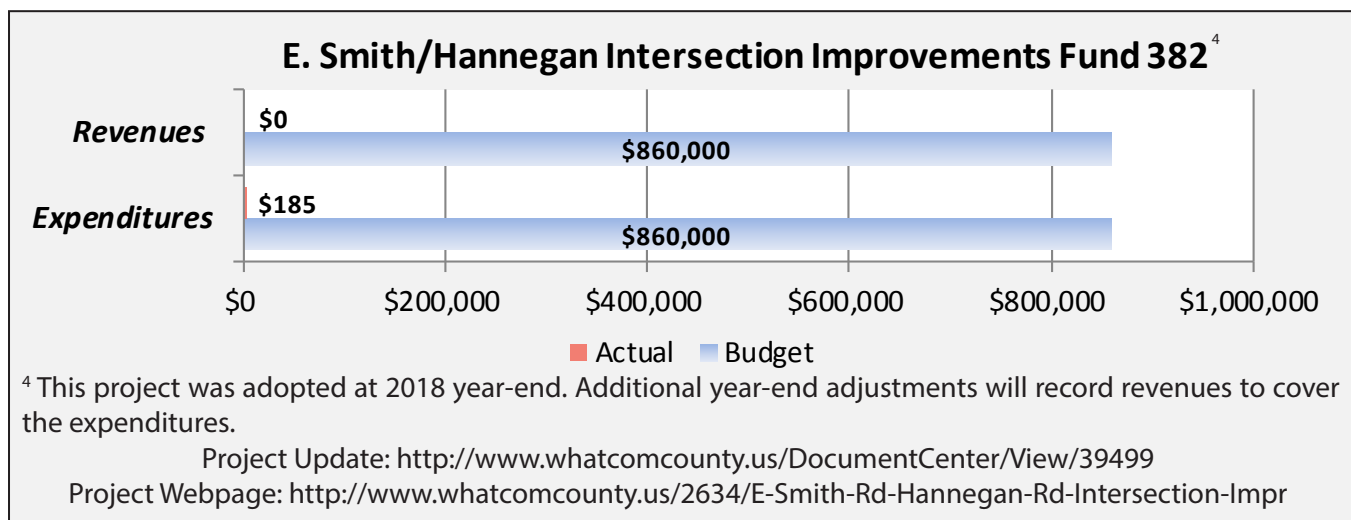 E. Smith/Hannegan Intersection Improvements Fund 382⁴
Revenues
$0
$860,000
Expenditures
$185
$860,000
$0 $200,000 $400,000 $600,000 $800,000 $1,000,000
Actual Budget
⁴ This project was adopted at 2018 year-end. Additional year-end adjustments will record revenues to cover
the expenditures.
Project Update: http://www.whatcomcounty.us/DocumentCenter/View/39499
Project Webpage: http://www.whatcomcounty.us/2634/E-Smith-Rd-Hannegan-Rd-Intersection-Impr